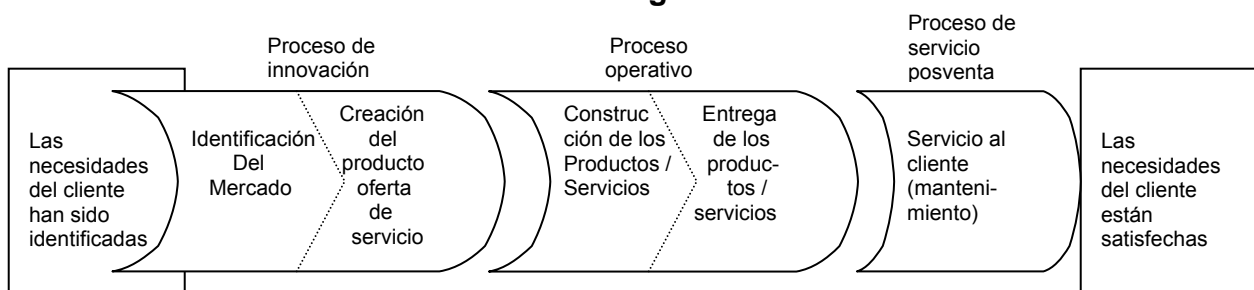 Proceso de
innovación
Proceso
operativo
Proceso de
servicio
posventa
Las
necesidades
del cliente
han sido
identificadas
Identificación
Del
Mercado
Creación
del
producto
oferta
de
servicio
Construc
ción de los
Productos /
Servicios
Entrega
de los
produc-
tos /
servicios
Servicio al
cliente
(manteni-
miento)
Las
necesidades
del cliente
están
satisfechas